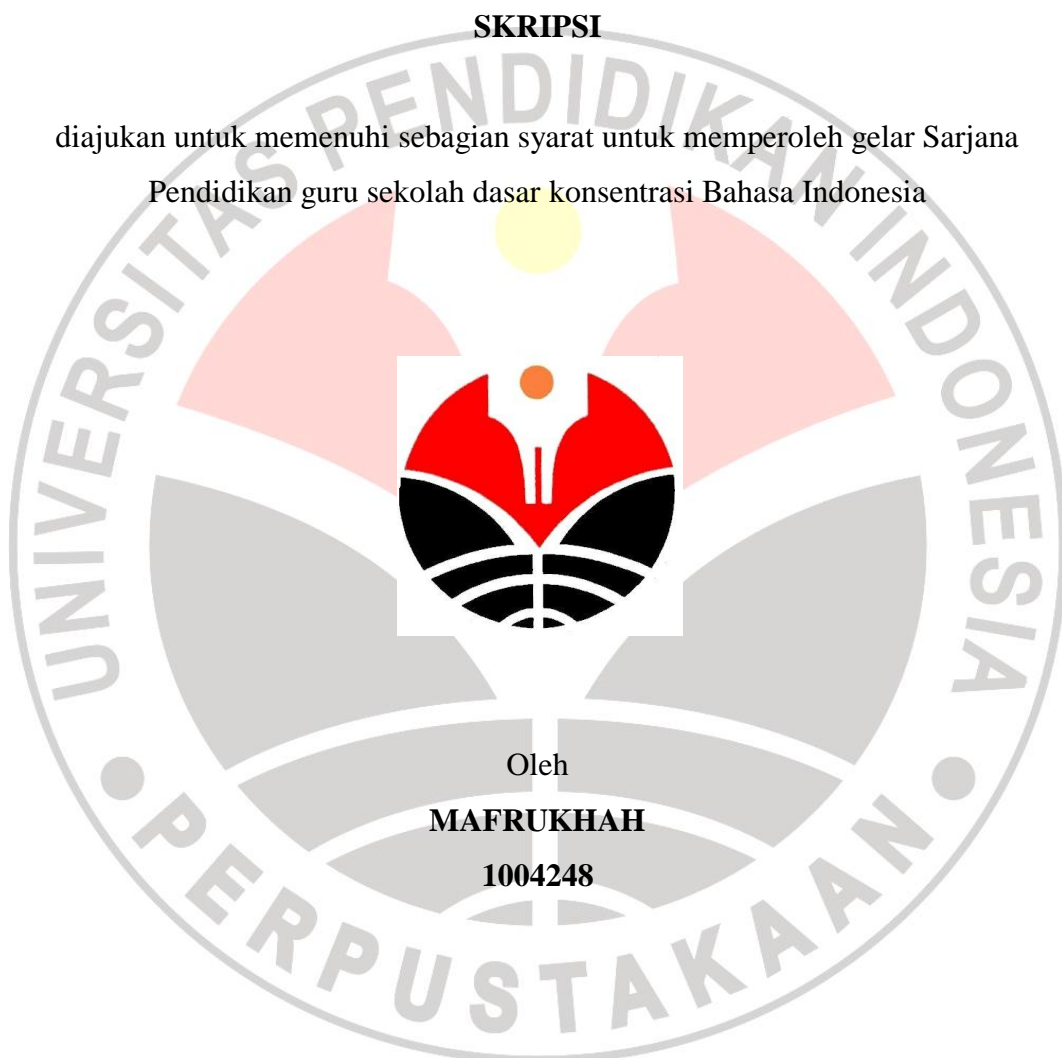 SKRIPSI
diajukan untuk memenuhi sebagian syarat untuk memperoleh gelar Sarjana
Pendidikan guru sekolah dasar konsentrasi Bahasa Indonesia
UNIVERSITAS PENDIDIKAN INDONESIA
Oleh
MAFRUKHAH
1004248
PERPUSTAKAAN